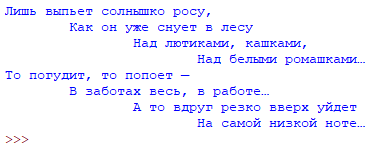 Лишь выпьет солнышко росу,
Как он уже снует в лесу
Над лютиками, кашками,
Над белыми ромашками…
То погудит, то попоет —
В заботах весь, в работе…
А то вдруг резко вверх уйдет
На самой низкой ноте…
>>>